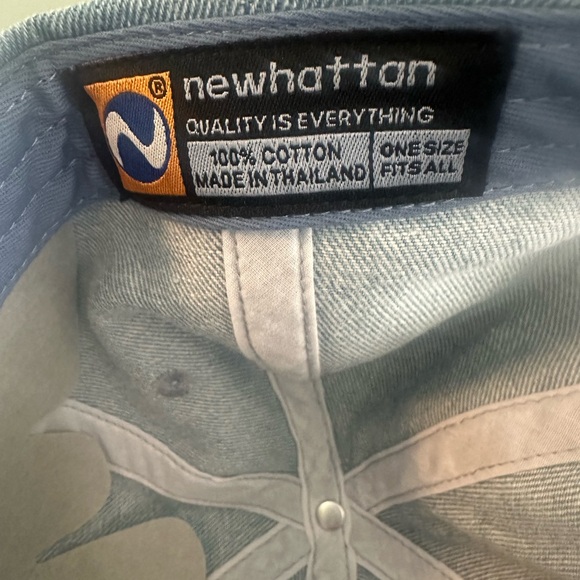 ®
newhattan
QUALITY IS EVERYTHING
100% COTTON
MADE IN THAILAND
ONE SIZE
FITS ALL